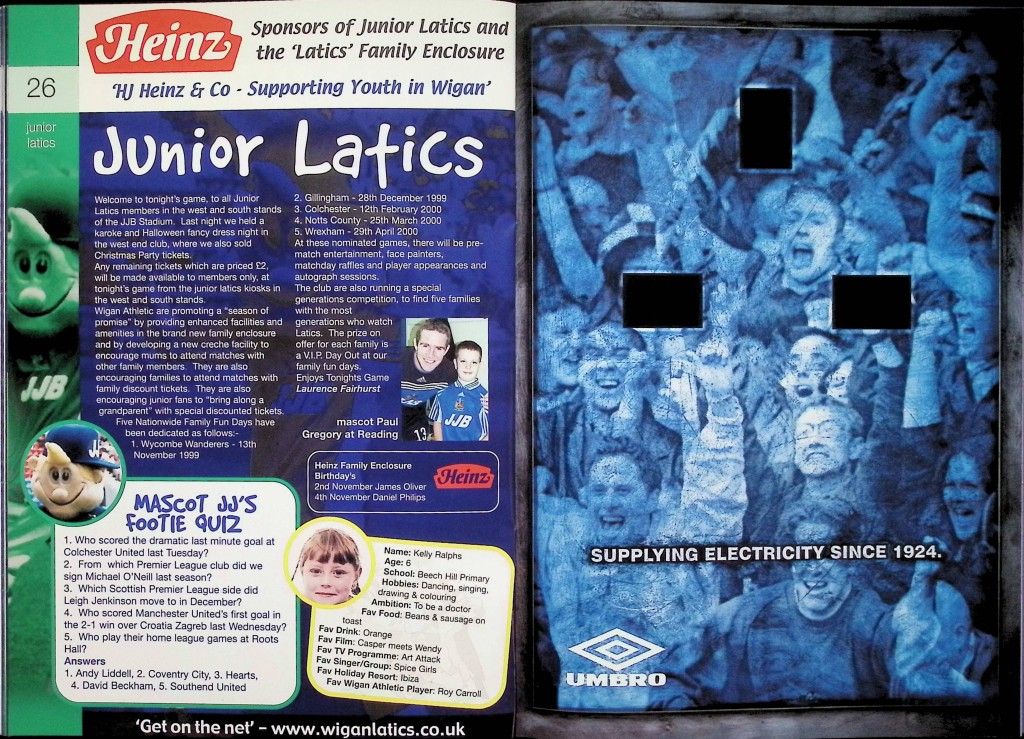 Heinz
Sponsors of Junior Latics and
the 'Latics' Family Enclosure
'HJ Heinz & Co - Supporting Youth in Wigan'
26
junior
latics
Junior Latics
Welcome to tonight's game, to all Junior
Latics members in the west and south stands
of the JJB Stadium. Last night we held a
karoke and Halloween fancy dress night in
the west end club, where we also sold
Christmas Party tickets.
Any remaining tickets which are priced £2,
will be made available to members only, at
tonight's game from the junior latics kiosks in
the west and south stands.
Wigan Athletic are promoting a "season of
promise" by providing enhanced facilities and
amenities in the brand new family enclosure
and by developing a new creche facility to
encourage mums to attend matches with
other family members. They are also
encouraging families to attend matches with
family discount tickets. They are also
encouraging junior fans to "bring along a
grandparent" with special discounted tickets.
Five Nationwide Family Fun Days have
been dedicated as follows:-
1. Wycombe Wanderers - 13th
November 1999
2. Gillingham - 28th December 1999
3. Colchester - 12th February 2000
4. Notts County - 25th March 2000
5. Wrexham - 29th April 2000
At these nominated games, there will be pre-
match entertainment, face painters,
matchday raffles and player appearances and
autograph sessions.
The club are also running a special
generations competition, to find five families
with the most
generations who watch
Latics. The prize on
offer for each family is
a V.I.P. Day Out at our
family fun days.
Enjoys Tonights Game
Laurence Fairhurst
mascot Paul
Gregory at Reading
13
JJB
JJB
Heinz Family Enclosure
Birthday's
2nd November James Oliver
4th November Daniel Philips
Heinz
Mascot JJ's
Footie Quiz
1. Who scored the dramatic last minute goal at
Colchester United last Tuesday?
2. From which Premier League club did we
sign Michael O'Neill last season?
3. Which Scottish Premier League side did
Leigh Jenkinson move to in December?
4. Who scored Manchester United's first goal in
the 2-1 win over Croatia Zagreb last Wednesday?
5. Who play their home league games at Roots
Hall?
Answers
1. Andy Liddell, 2. Coventry City, 3. Hearts,
4. David Beckham, 5. Southend United
Name: Kelly Ralphs
Age: 6
School: Beech Hill Primary
Hobbies: Dancing, singing,
drawing & colouring
Ambition: To be a doctor
Fav Food: Beans & sausage on
toast
Fav Drink: Orange
Fav Film: Casper meets Wendy
Fav TV Programme: Art Attack
Fav Singer/Group: Spice Girls
Fav Holiday Resort: Ibiza
Fav Wigan Athletic Player: Roy Carroll
'Get on the net' – www.wiganlatics.co.uk
SUPPLYING ELECTRICITY SINCE 1924.
UMBRO